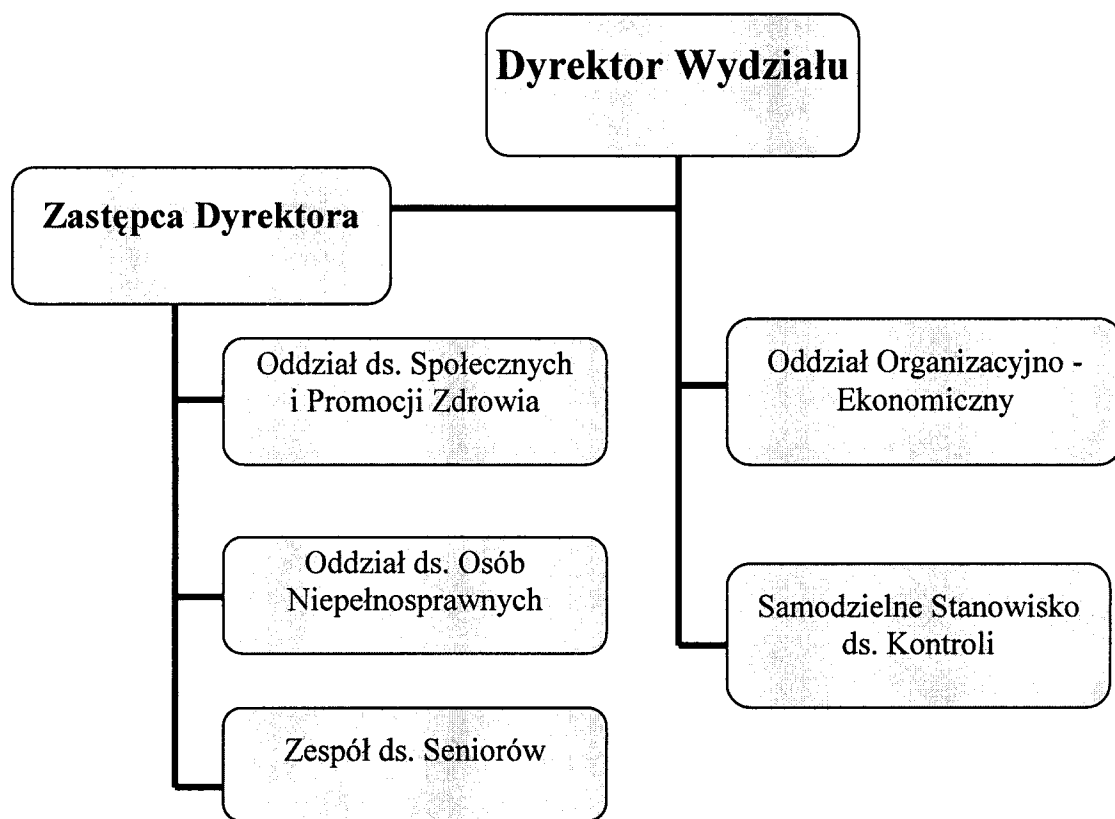 Dyrektor Wydziału
Zastępca Dyrektora
Oddział ds. Społecznych
i Promocji Zdrowia
Oddział Organizacyjno -
Ekonomiczny
Oddział ds. Osób
Niepełnosprawnych
Samodzielne Stanowisko
ds. Kontroli
Zespół ds. Seniorów